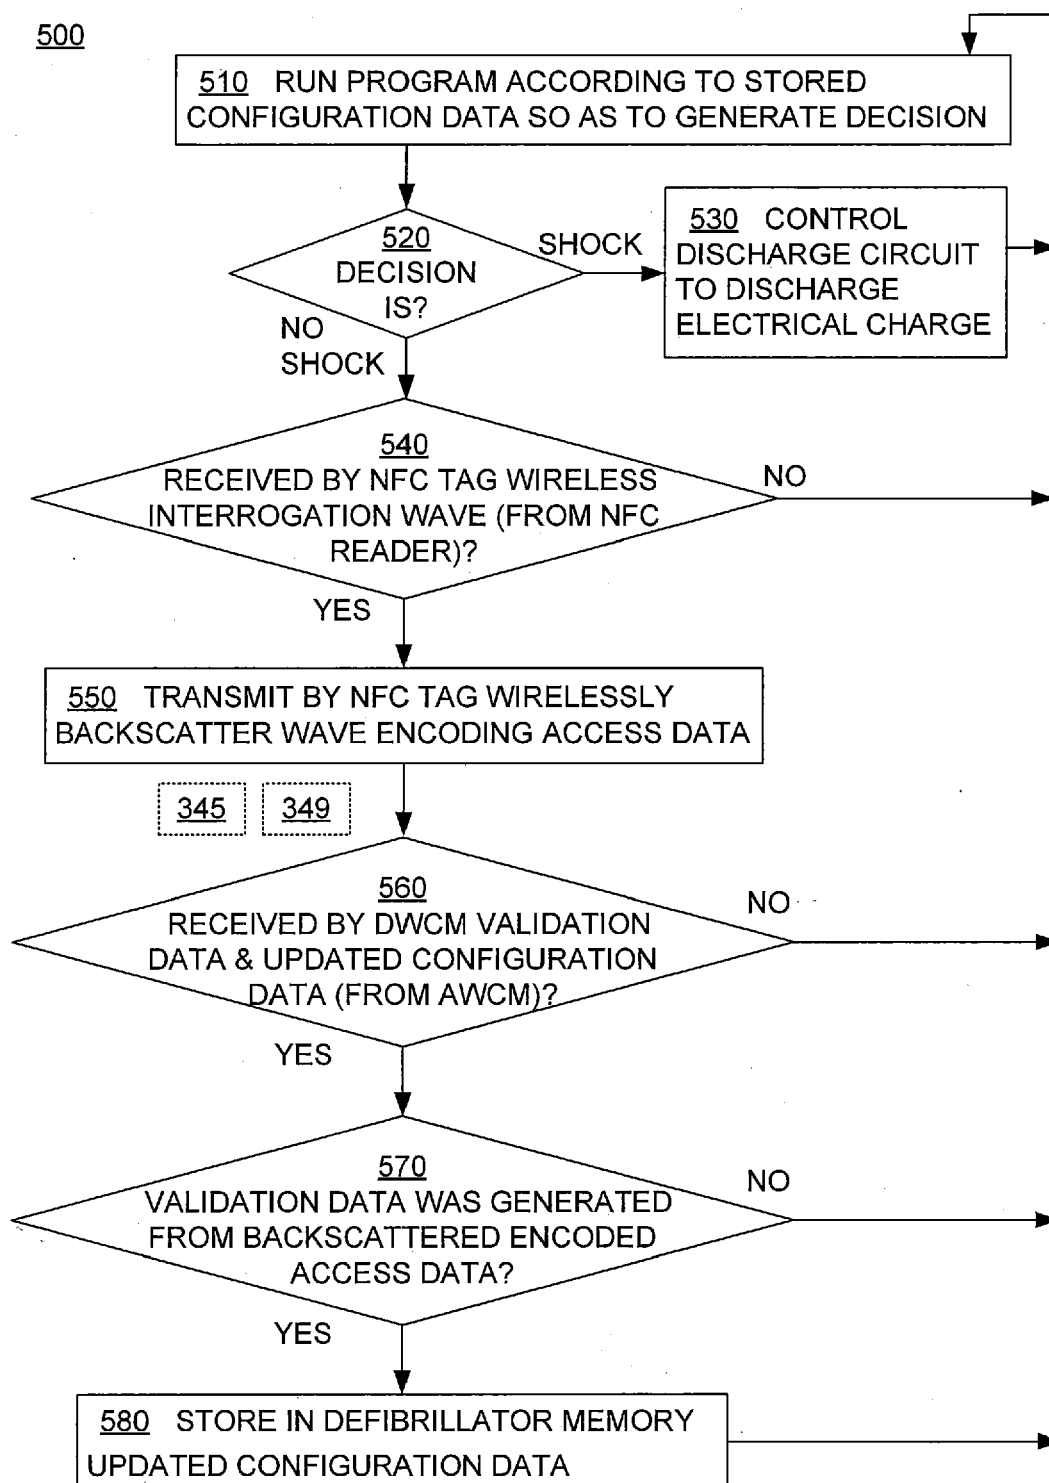 500
510 RUN PROGRAM ACCORDING TO STORED
CONFIGURATION DATA SO AS TO GENERATE DECISION
520
DECISION
IS?
SHOCK
530 CONTROL
DISCHARGE CIRCUIT
TO DISCHARGE
ELECTRICAL CHARGE
NO
SHOCK
540
RECEIVED BY NFC TAG WIRELESS
INTERROGATION WAVE (FROM NFC
READER)?
NO
YES
550 TRANSMIT BY NFC TAG WIRELESSLY
BACKSCATTER WAVE ENCODING ACCESS DATA
345
349
560
RECEIVED BY DWCM VALIDATION
DATA & UPDATED CONFIGURATION
DATA (FROM AWCM)?
NO
YES
570
VALIDATION DATA WAS GENERATED
FROM BACKSCATTERED ENCODED
ACCESS DATA?
NO
YES
580 STORE IN DEFIBRILLATOR MEMORY
UPDATED CONFIGURATION DATA